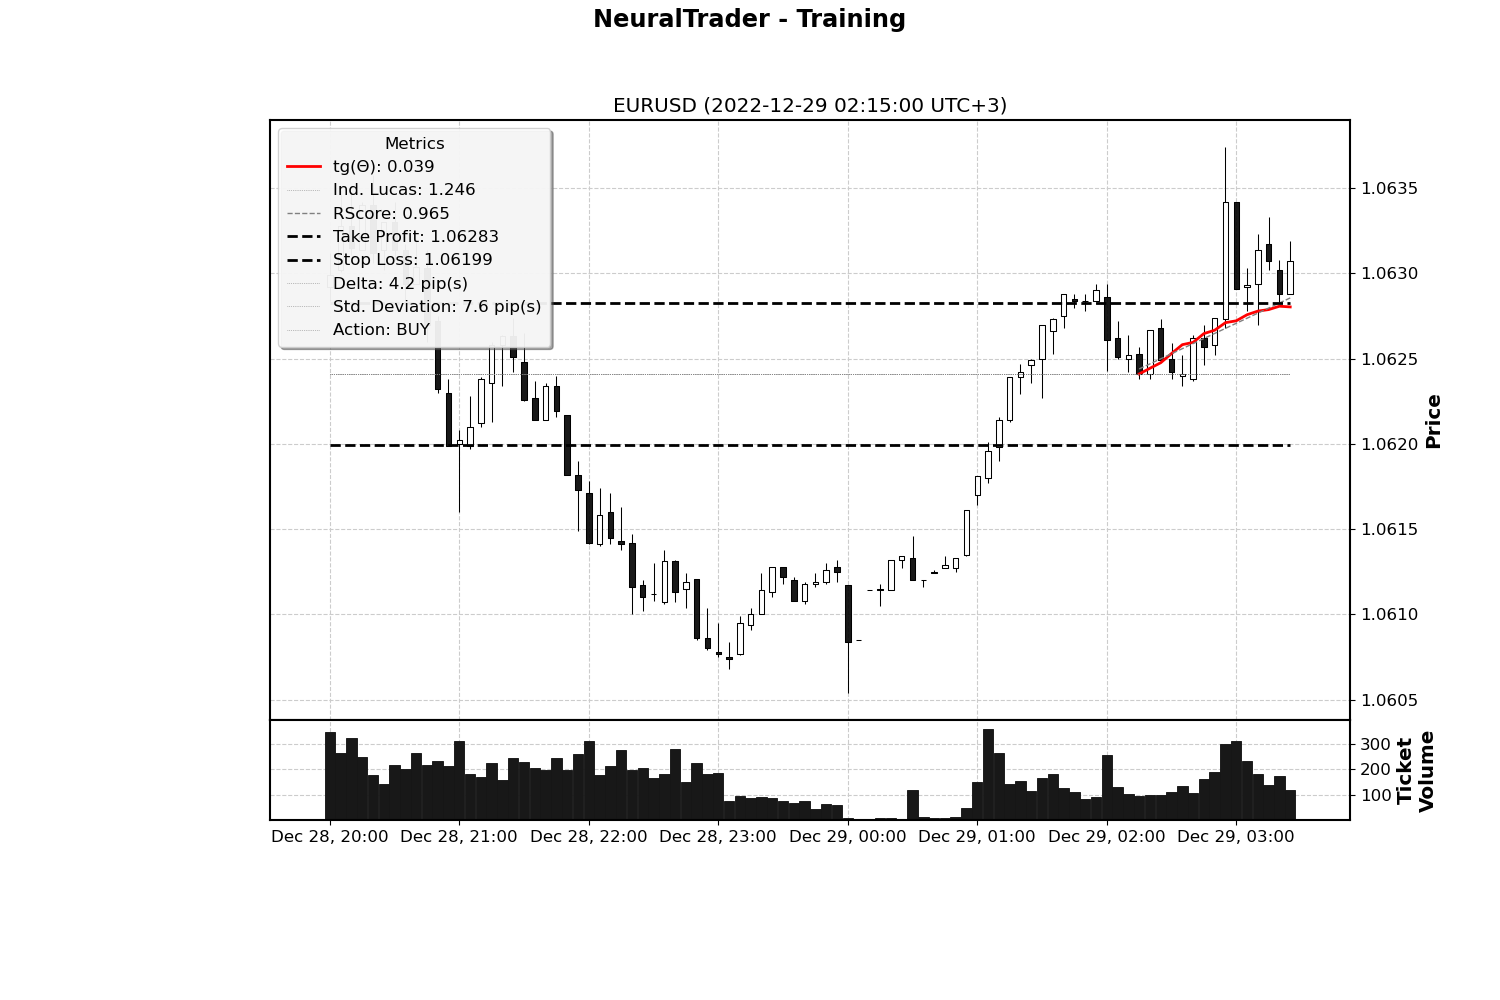 NeuralTrader - Training
EURUSD (2022-12-29 02:15:00 UTC+3)
Metrics
tg(Θ): 0.039
Ind. Lucas: 1.246
RScore: 0.965
Take Profit: 1.06283
Stop Loss: 1.06199
Delta: 4.2 pip(s)
Std. Deviation: 7.6 pip(s)
Action: BUY
1.0635
1.0630
1.0625
1.0620
1.0615
1.0610
1.0605
Price
300
200
100
Ticket
Volume
Dec 28, 20:00 Dec 28, 21:00 Dec 28, 22:00 Dec 28, 23:00 Dec 29, 00:00 Dec 29, 01:00 Dec 29, 02:00 Dec 29, 03:00